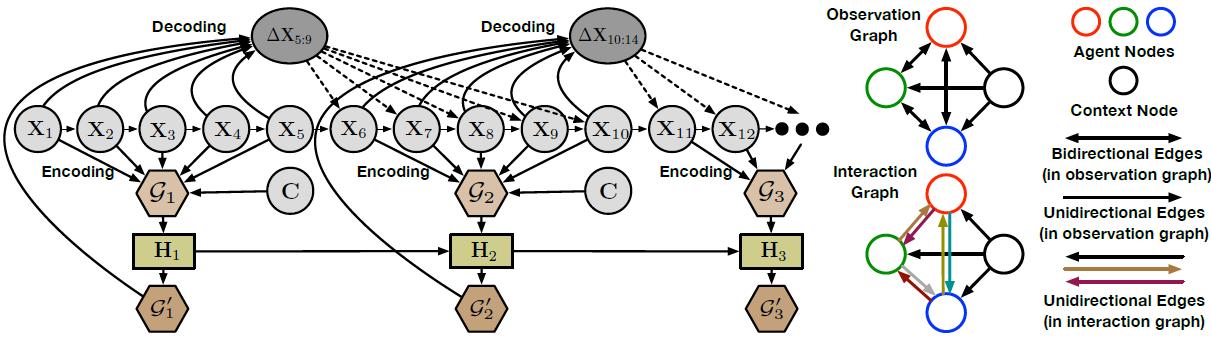 Decoding
ΔX5:9
Decoding
ΔX10:14
X1 X2 X3 X4 X5 X6 X7 X8 X9 X10 X11 X12
Encoding
Encoding
Encoding
𝒢1
C
𝒢2
C
𝒢3
H1
H2
H3
𝒢′1
𝒢′2
𝒢′3
Observation
Graph
Interaction
Graph
Agent Nodes
Context Node
Bidirectional Edges
(in observation graph)
Unidirectional Edges
(in observation graph)
Unidirectional Edges
(in interaction graph)